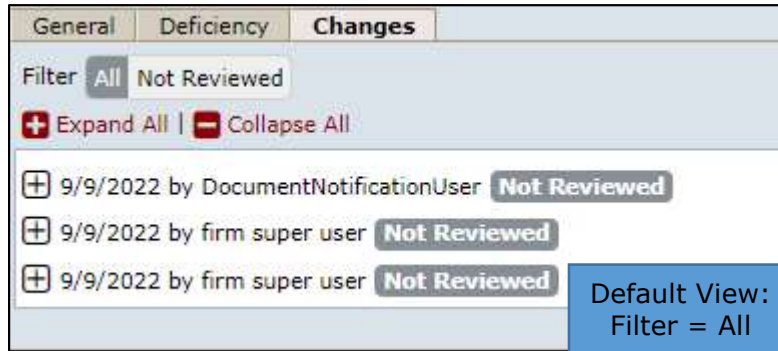 General Deficiency Changes
Filter All Not Reviewed
Expand All | Collapse All
9/9/2022 by DocumentNotificationUser Not Reviewed
9/9/2022 by firm super user Not Reviewed
9/9/2022 by firm super user Not Reviewed
Default View:
Filter = All